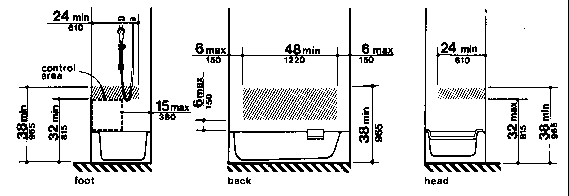 24 min
610
control
area
15 max
380
38 min
965
32 min
815
foot
6 max
150
48 min
1220
6 max
150
6 max
150
38 min
965
back
24 min
610
32 min
815
38 min
965
head